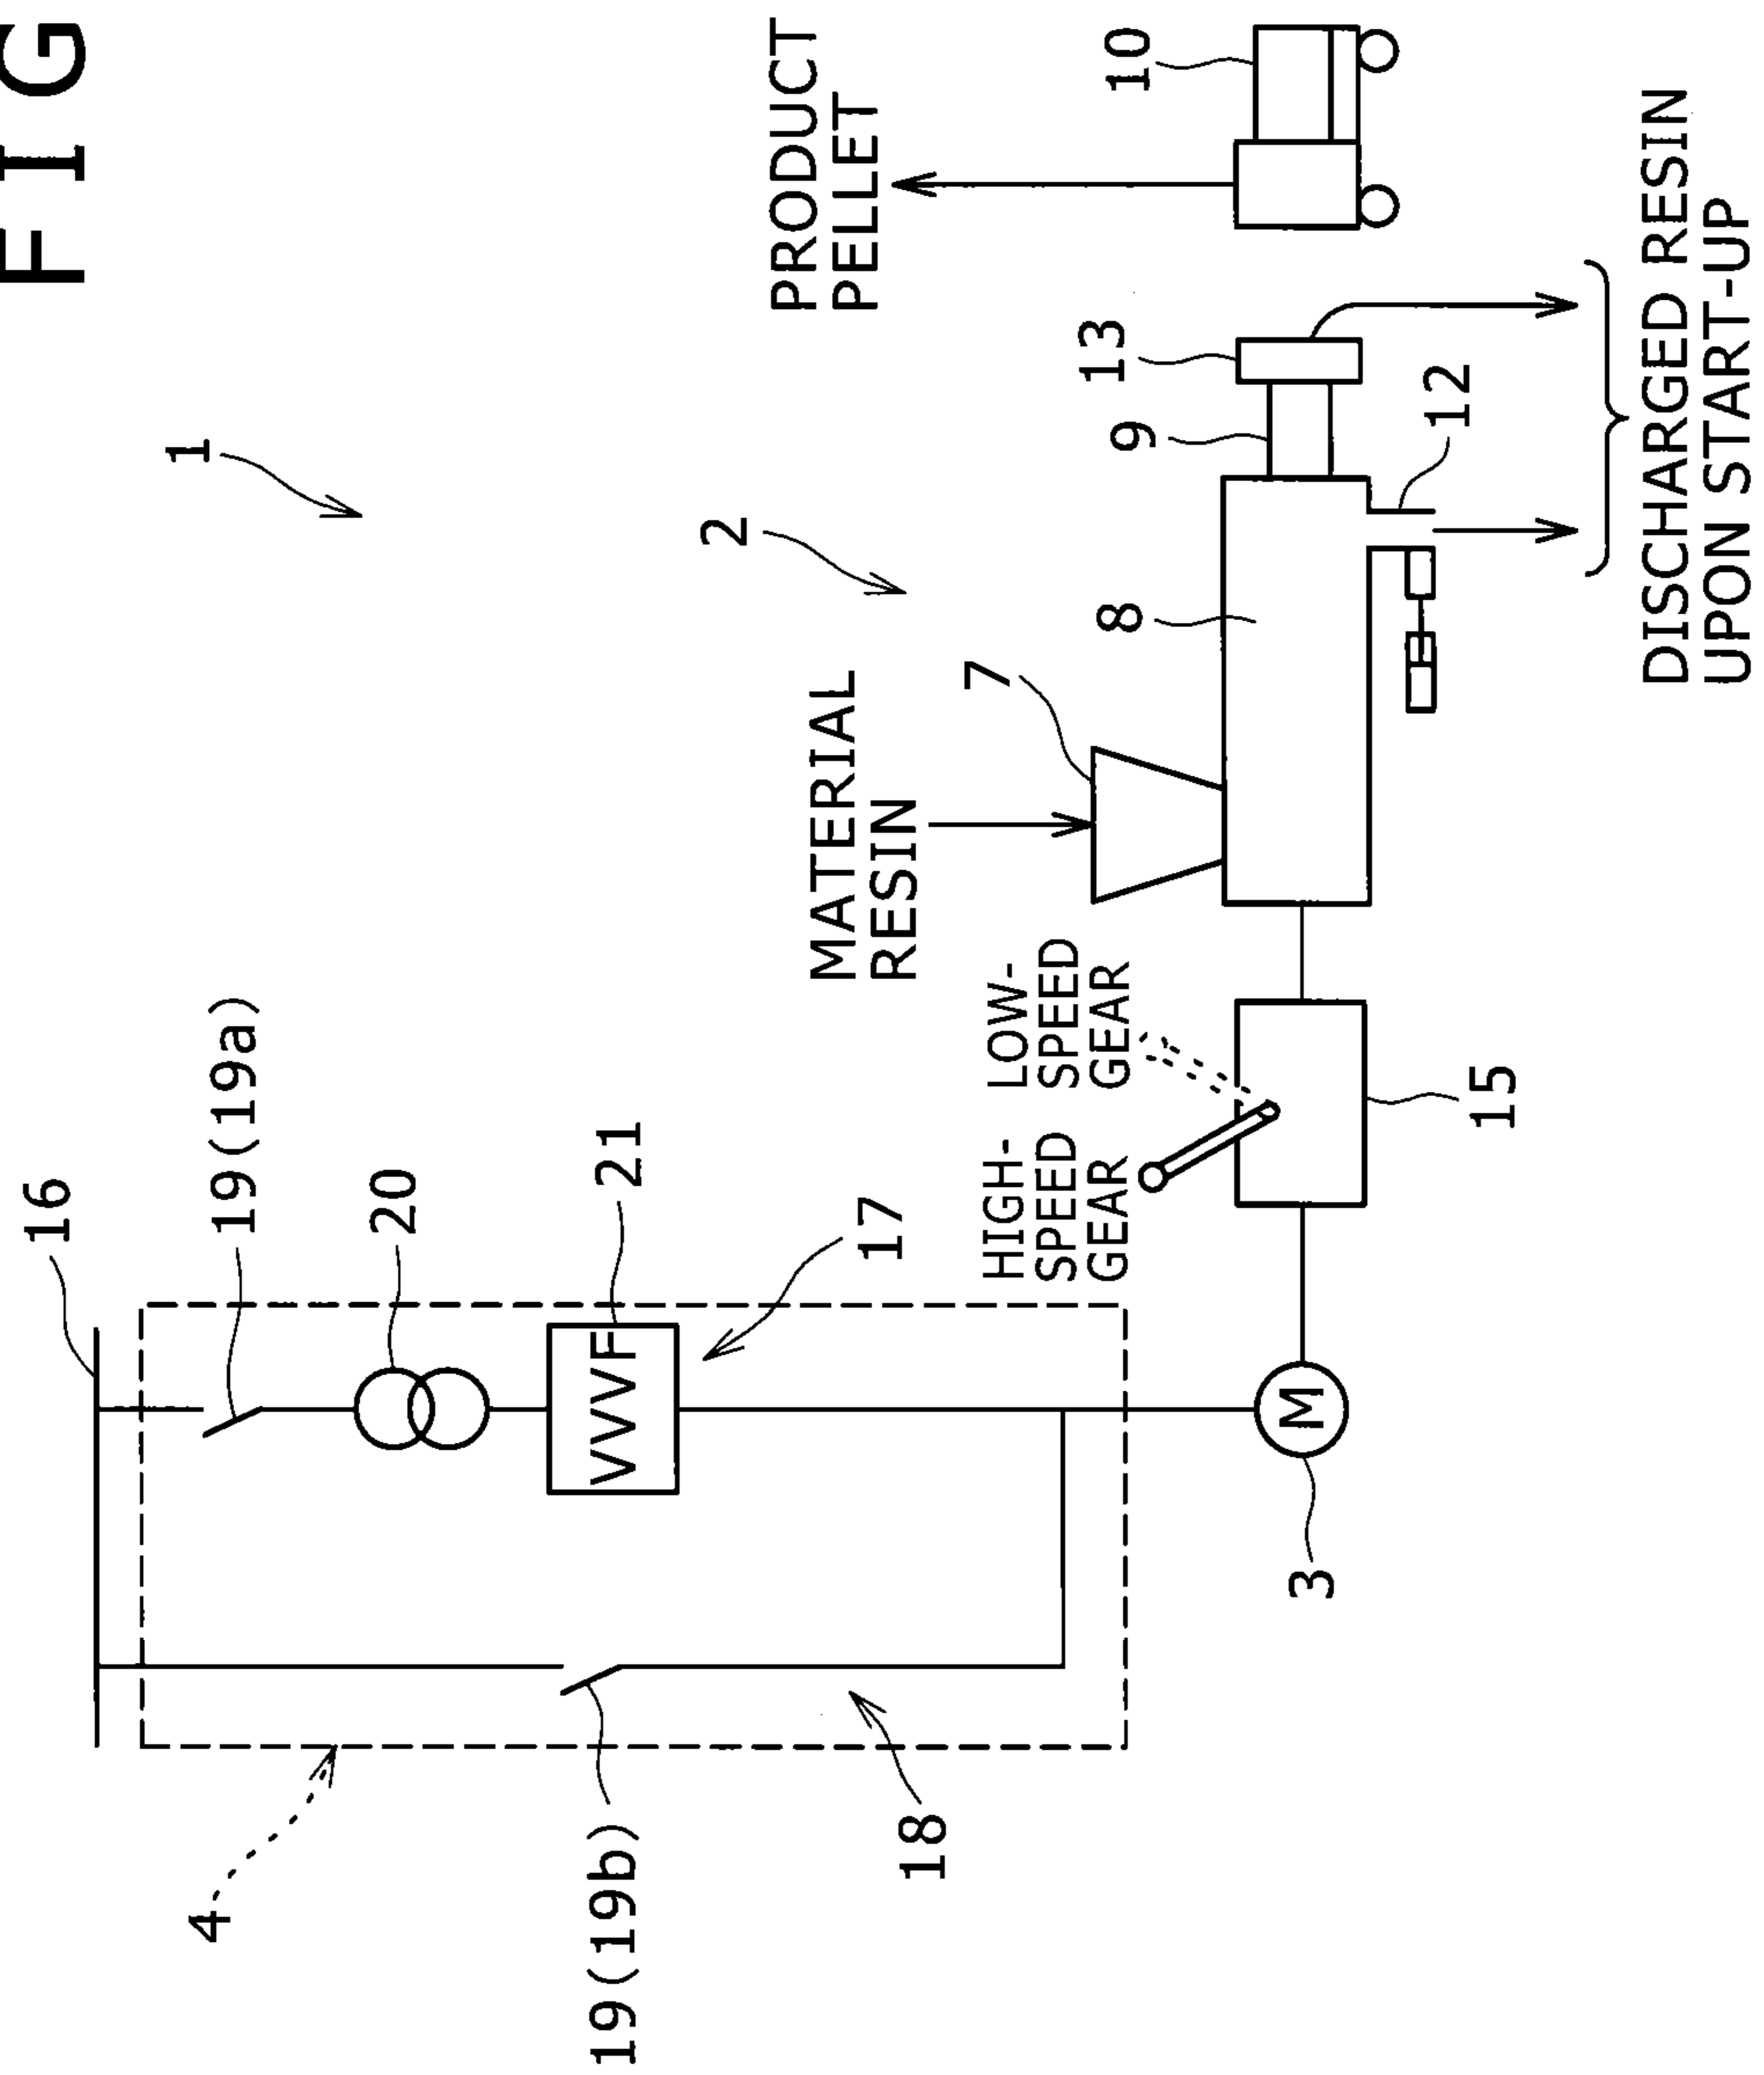 FIG
1
16
19(19a)
20
21
17
4
19(19b)
18
VVVF
M
3
2
PRODUCT
PELLET
10
13
9
12
8
7
MATERIAL
RESIN
HIGH-
SPEED
GEAR
LOW-
SPEED
GEAR
15
DISCHARGED RESIN
UPON START-UP